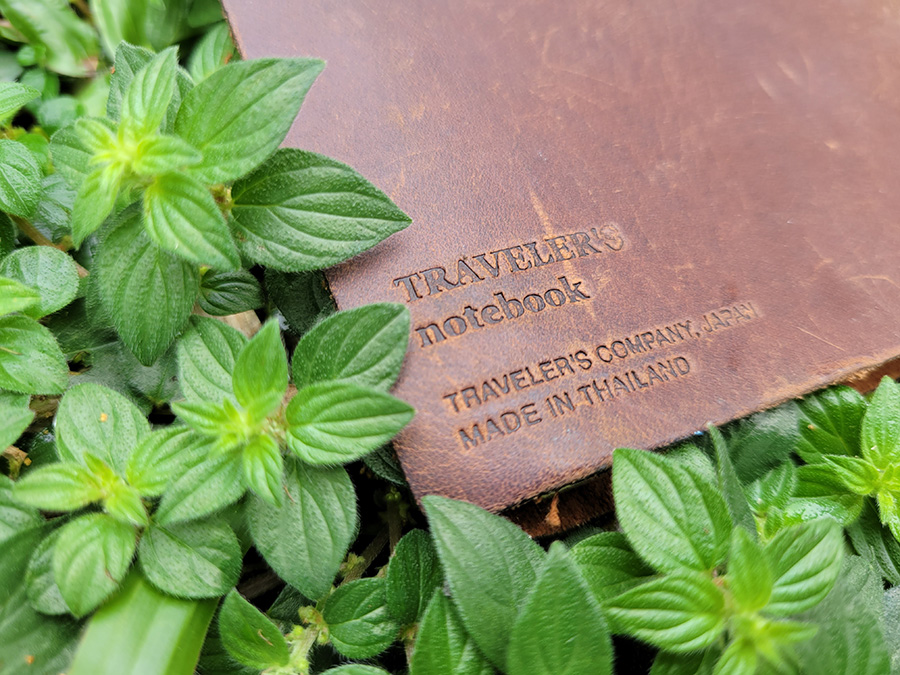 TRAVELER'S
notebook
TRAVELER'S COMPANY, JAPAN
MADE IN THAILAND